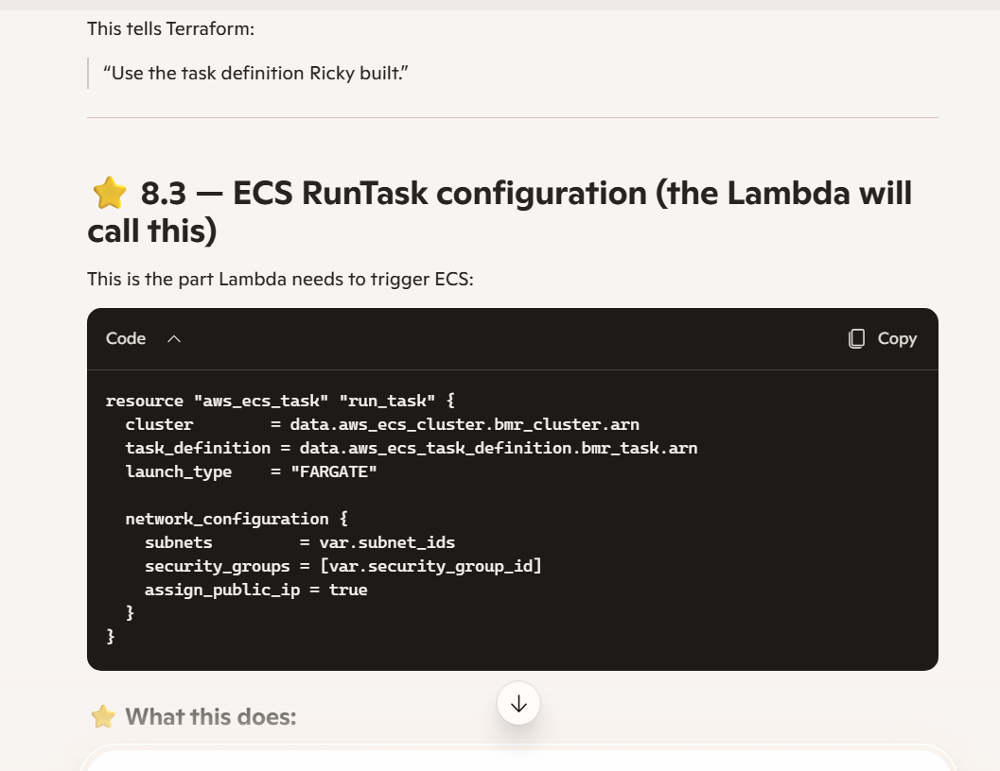 This tells Terraform:
“Use the task definition Ricky built.”
⭐ 8.3 — ECS RunTask configuration (the Lambda will
call this)
This is the part Lambda needs to trigger ECS:
Code
Copy
resource "aws_ecs_task" "run_task" {
  cluster        = data.aws_ecs_cluster.bmr_cluster.arn
  task_definition = data.aws_ecs_task_definition.bmr_task.arn
  launch_type    = "FARGATE"

  network_configuration {
    subnets         = var.subnet_ids
    security_groups = [var.security_group_id]
    assign_public_ip = true
  }
}
⭐ What this does: